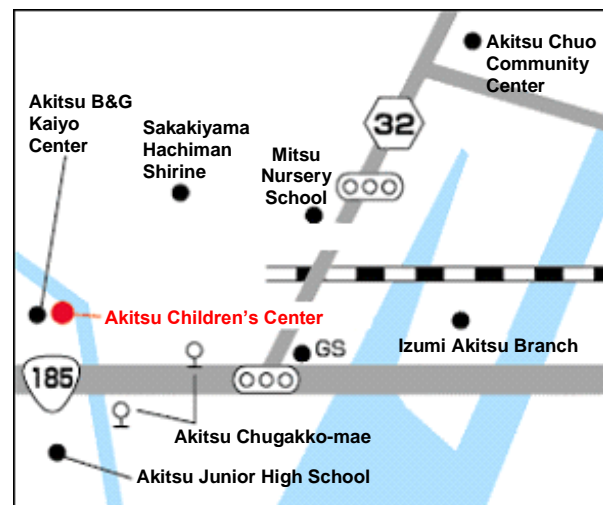 Akitsu Chuo
Community
Center
Akitsu B&G
Kaiyo
Center
32
Sakakiyama
Hachiman
Shirine
Mitsu
Nursery
School
Akitsu Children's Center
Izumi Akitsu Branch
GS
185
Akitsu Chugakko-mae
Akitsu Junior High School